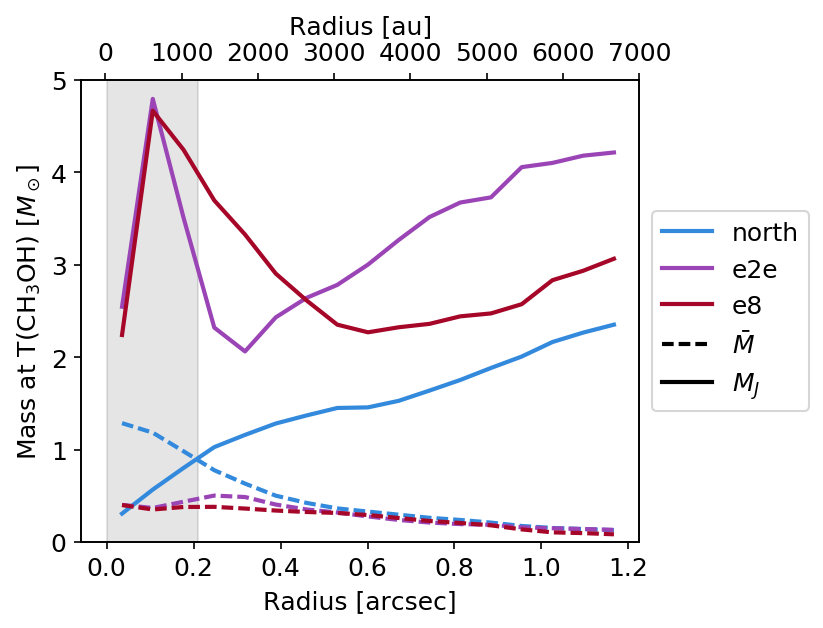 Radius [au]
0 1000 2000 3000 4000 5000 6000 7000
5
4
3
2
1
0
Mass at T(CH₃OH) [M⊙]
0.0 0.2 0.4 0.6 0.8 1.0 1.2
Radius [arcsec]
north
e2e
e8
M̄
M_J